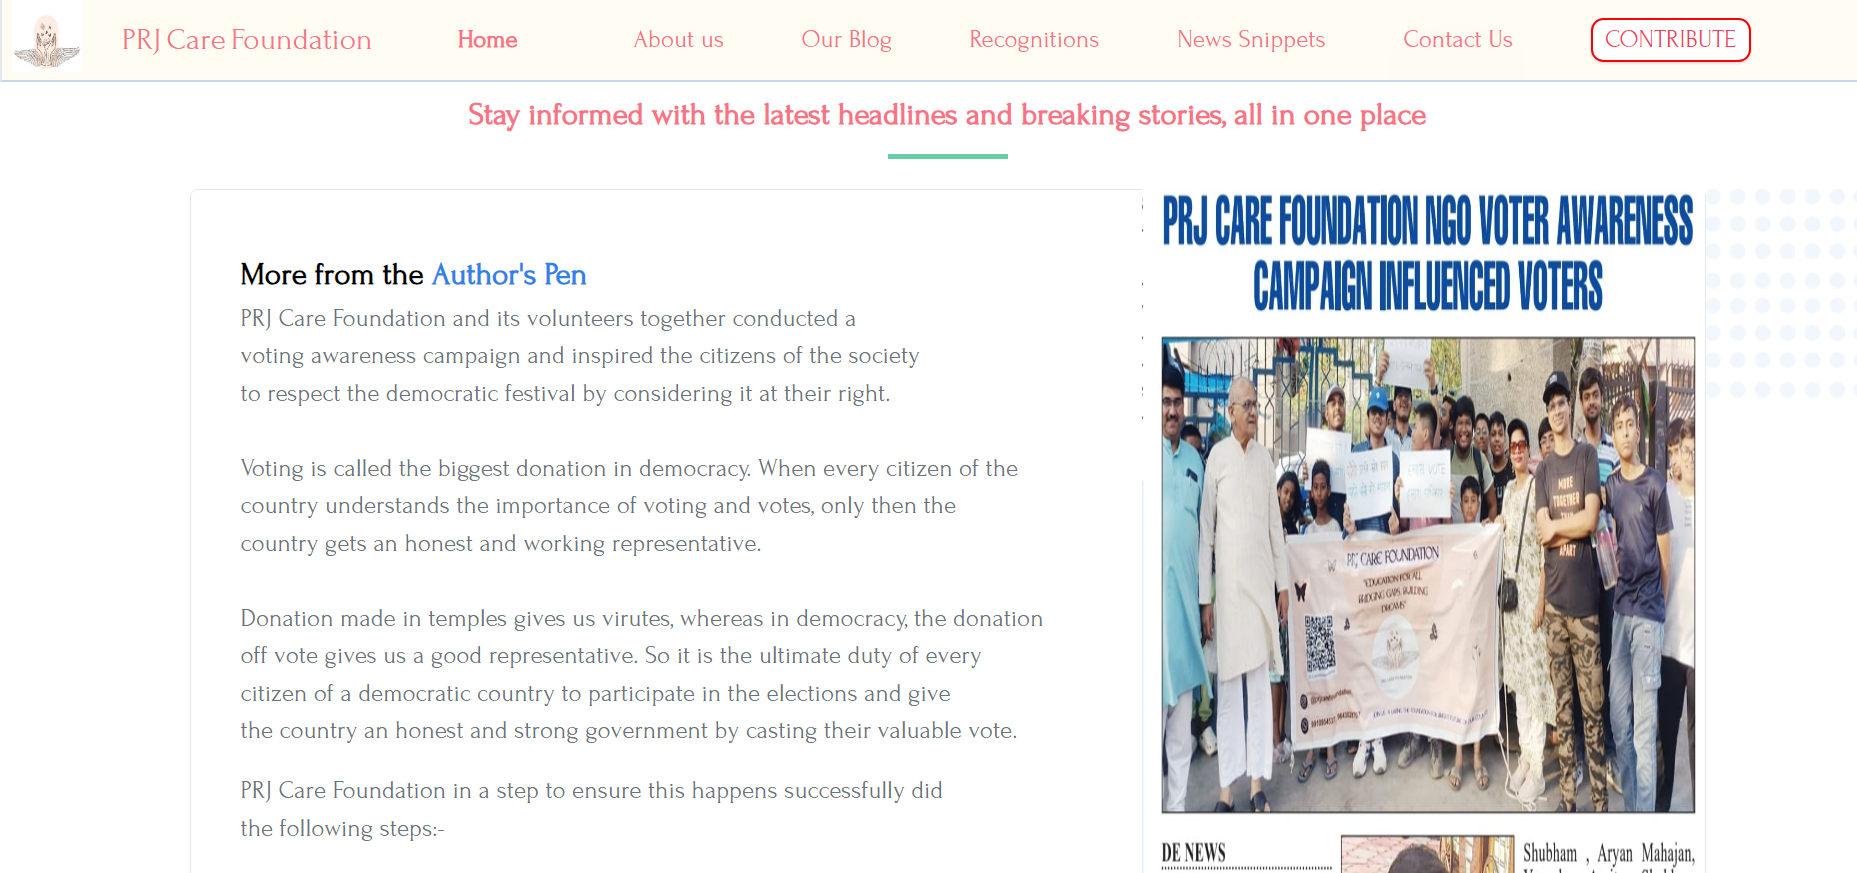 PRJ Care Foundation
Home
About us
Our Blog
Recognitions
News Snippets
Contact Us
CONTRIBUTE
Stay informed with the latest headlines and breaking stories, all in one place
More from the Author's Pen
PRJ Care Foundation and its volunteers together conducted a
voting awareness campaign and inspired the citizens of the society
to respect the democratic festival by considering it at their right.
Voting is called the biggest donation in democracy. When every citizen of the
country understands the importance of voting and votes, only then the
country gets an honest and working representative.
Donation made in temples gives us virutes, whereas in democracy, the donation
off vote gives us a good representative. So it is the ultimate duty of every
citizen of a democratic country to participate in the elections and give
the country an honest and strong government by casting their valuable vote.
PRJ Care Foundation in a step to ensure this happens successfully did
the following steps:-
PRJ CARE FOUNDATION NGO VOTER AWARENESS
CAMPAIGN INFLUENCED VOTERS
VOTE
MORE
TOGETHER
THAN
APART
PRJ CARE FOUNDATION
"EDUCATION FOR ALL,
BRIDGING GAPS, BUILDING
DREAMS"
DE NEWS
Shubham , Aryan Mahajan,